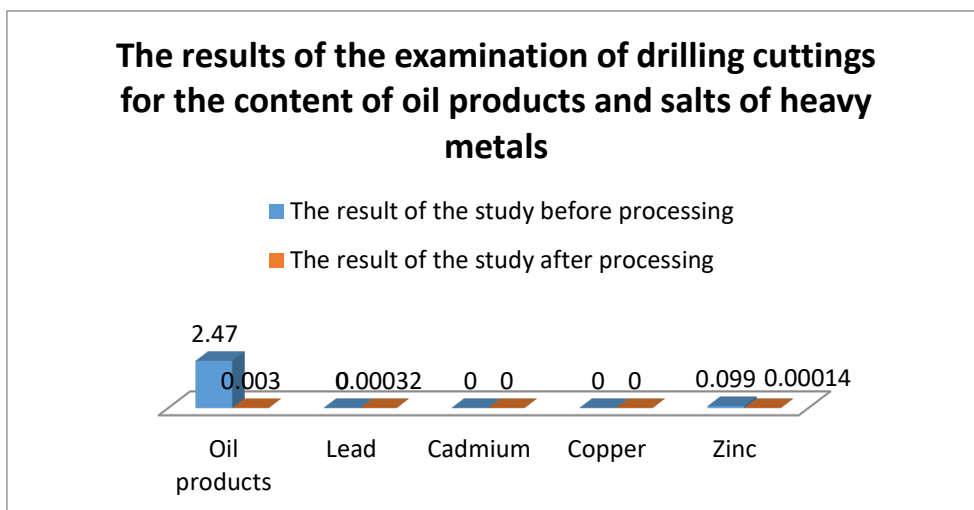 The results of the examination of drilling cuttings
for the content of oil products and salts of heavy
metals
The result of the study before processing
The result of the study after processing
2.47
0.003
0
0.00032
0
0
0
0
0.099
0.00014
Oil
products
Lead
Cadmium
Copper
Zinc